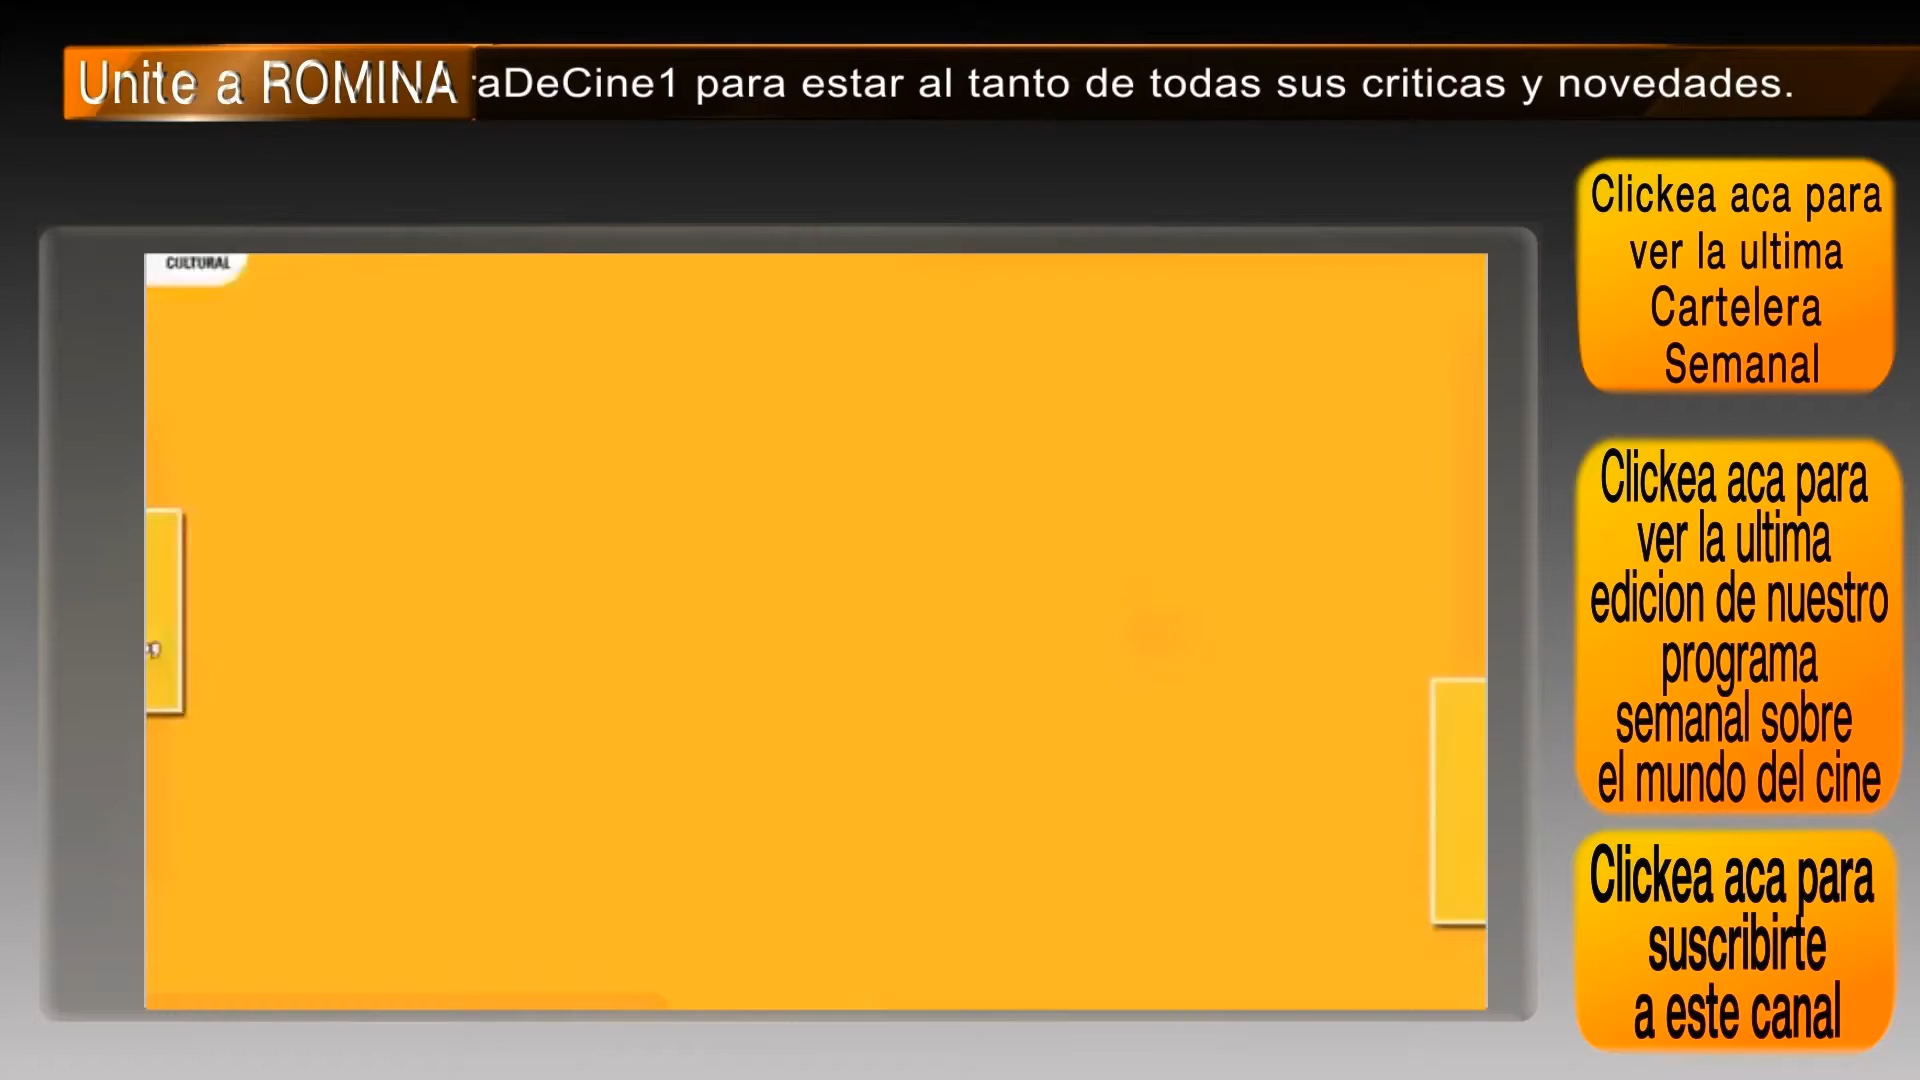 Unite a ROMINA raDeCine1 para estar al tanto de todas sus criticas y novedades.
CULTURAL
Clickea aca para
ver la ultima
Cartelera
Semanal
Clickea aca para
ver la ultima
edicion de nuestro
programa
semanal sobre
el mundo del cine
Clickea aca para
suscribirte
a este canal